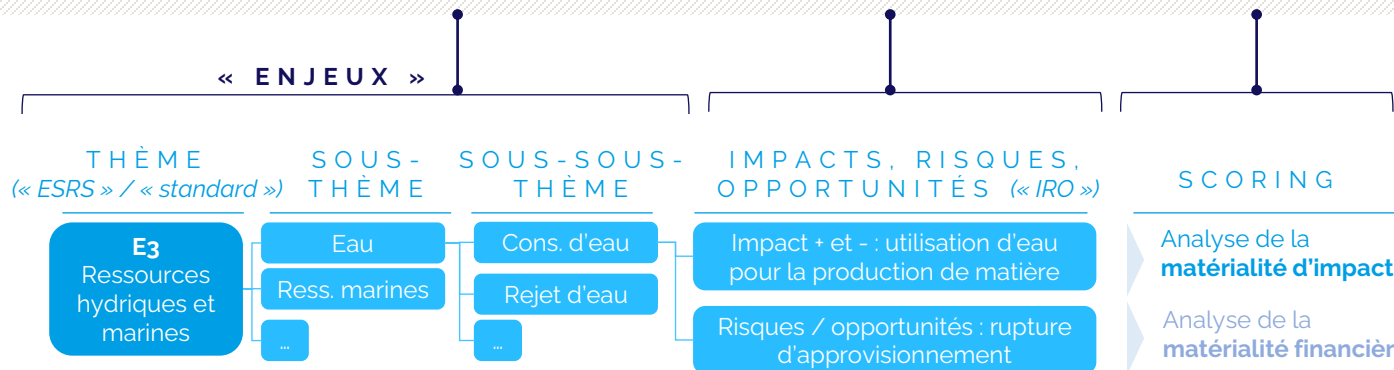 « ENJEUX »
THÈME
(« ESRS » / « standard »)
SOUS-
THÈME
SOUS-SOUS-
THÈME
IMPACTS, RISQUES,
OPPORTUNITÉS (« IRO »)
SCORING
E3
Ressources
hydriques et
marines
Eau
Ress. marines
...
Cons. d'eau
Rejet d'eau
...
Impact + et - : utilisation d'eau
pour la production de matière
Risques / opportunités : rupture
d'approvisionnement
Analyse de la
matérialité d'impact
Analyse de la
matérialité financièr